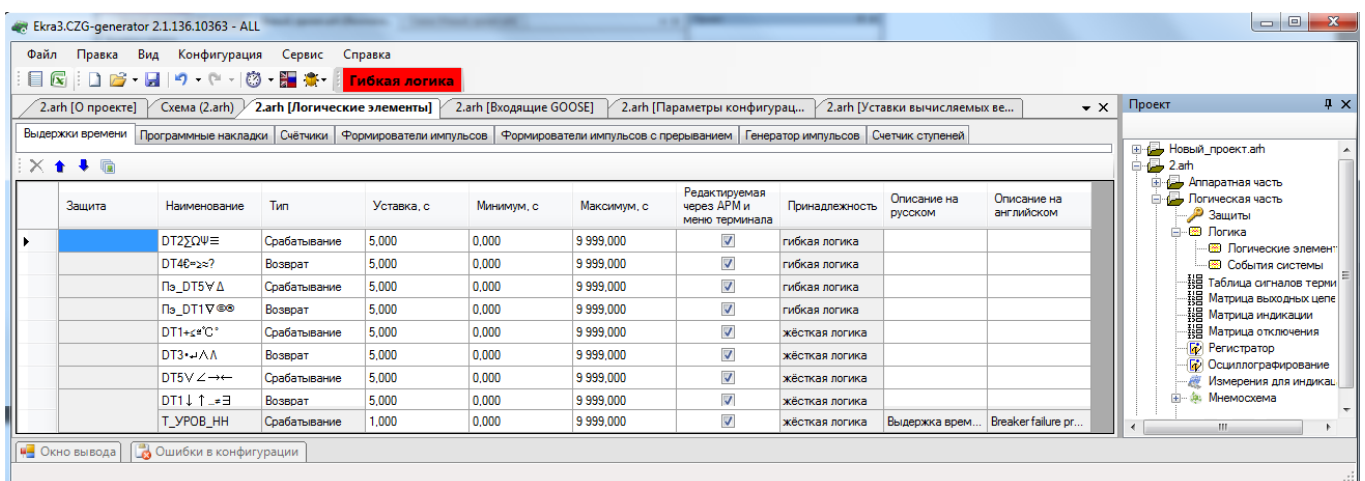 Ekra3.CZG-generator 2.1.136.10363 - ALL
Файл Правка Вид Конфигурация Сервис Справка
Гибкая логика
2.arh [О проекте] Схема (2.arh) 2.arh [Логические элементы] 2.arh [Входящие GOOSE] 2.arh [Параметры конфигурац... 2.arh [Уставки вычисляемых ве...
Выдержки времени Программные накладки Счётчики Формирователи импульсов Формирователи импульсов с прерыванием Генератор импульсов Счетчик ступеней
Защита Наименование Тип Уставка, с Минимум, с Максимум, с Редактируемая через АРМ и меню терминала Принадлежность Описание на русском Описание на английском
DT2∑ΩΨ≡ Срабатывание 5,000 0,000 9 999,000 гибкая логика
DT4€=≥≈? Возврат 5,000 0,000 9 999,000 гибкая логика
Пэ_DT5∀Δ Срабатывание 5,000 0,000 9 999,000 гибкая логика
Пэ_DT1∇ Возврат 5,000 0,000 9 999,000 гибкая логика
Срабатывание 5,000 0,000 9 999,000 жёсткая логика
DT3•↵ΛΛ Возврат 5,000 0,000 9 999,000 жёсткая логика
DT5V∠→← Срабатывание 5,000 0,000 9 999,000 жёсткая логика
DT1↓↑_≠∃ Возврат 5,000 0,000 9 999,000 жёсткая логика
Т_УРОВ_НН Срабатывание 1,000 0,000 9 999,000 жёсткая логика Выдержка врем... Breaker failure pr...
Проект
Новый_проект.arh
2.arh
Аппаратная часть
Логическая часть
Защиты
Логика
Логические элемент
События системы
Таблица сигналов терми
Матрица выходных цепе
Матрица индикации
Матрица отключения
Регистратор
Осциллографирование
Измерения для индикац
Мнемосхема
Окно вывода Ошибки в конфигурации